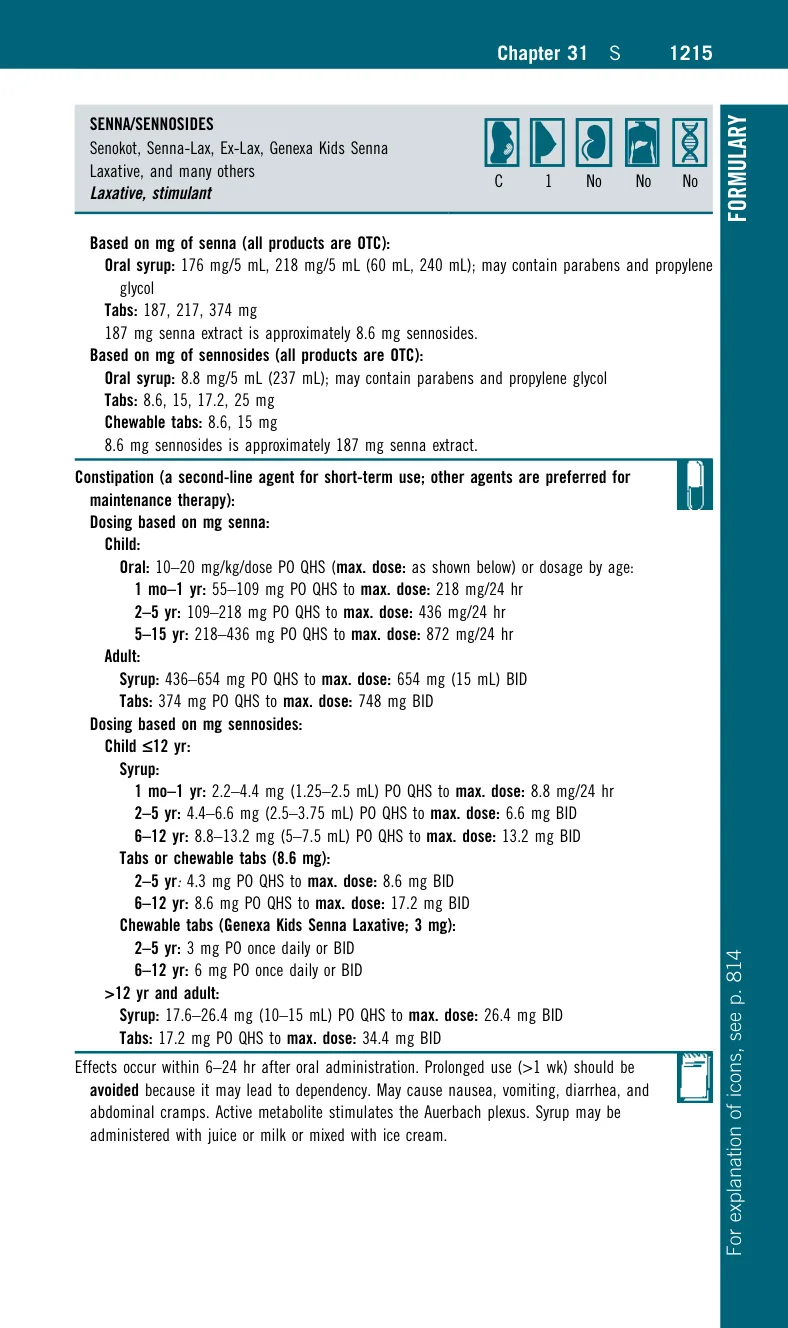 Chapter 31 S 1215
SENNA/SENNOSIDES
Senokot, Senna-Lax, Ex-Lax, Genexa Kids Senna
Laxative, and many others
Laxative, stimulant
C 1 No No No
FORMULARY
Based on mg of senna (all products are OTC):
Oral syrup: 176 mg/5 mL, 218 mg/5 mL (60 mL, 240 mL); may contain parabens and propylene
glycol
Tabs: 187, 217, 374 mg
187 mg senna extract is approximately 8.6 mg sennosides.
Based on mg of sennosides (all products are OTC):
Oral syrup: 8.8 mg/5 mL (237 mL); may contain parabens and propylene glycol
Tabs: 8.6, 15, 17.2, 25 mg
Chewable tabs: 8.6, 15 mg
8.6 mg sennosides is approximately 187 mg senna extract.
Constipation (a second-line agent for short-term use; other agents are preferred for
maintenance therapy):
Dosing based on mg senna:
Child:
Oral: 10–20 mg/kg/dose PO QHS (max. dose: as shown below) or dosage by age:
1 mo–1 yr: 55–109 mg PO QHS to max. dose: 218 mg/24 hr
2–5 yr: 109–218 mg PO QHS to max. dose: 436 mg/24 hr
5–15 yr: 218–436 mg PO QHS to max. dose: 872 mg/24 hr
Adult:
Syrup: 436–654 mg PO QHS to max. dose: 654 mg (15 mL) BID
Tabs: 374 mg PO QHS to max. dose: 748 mg BID
Dosing based on mg sennosides:
Child ≤12 yr:
Syrup:
1 mo–1 yr: 2.2–4.4 mg (1.25–2.5 mL) PO QHS to max. dose: 8.8 mg/24 hr
2–5 yr: 4.4–6.6 mg (2.5–3.75 mL) PO QHS to max. dose: 6.6 mg BID
6–12 yr: 8.8–13.2 mg (5–7.5 mL) PO QHS to max. dose: 13.2 mg BID
Tabs or chewable tabs (8.6 mg):
2–5 yr: 4.3 mg PO QHS to max. dose: 8.6 mg BID
6–12 yr: 8.6 mg PO QHS to max. dose: 17.2 mg BID
Chewable tabs (Genexa Kids Senna Laxative; 3 mg):
2–5 yr: 3 mg PO once daily or BID
6–12 yr: 6 mg PO once daily or BID
>12 yr and adult:
Syrup: 17.6–26.4 mg (10–15 mL) PO QHS to max. dose: 26.4 mg BID
Tabs: 17.2 mg PO QHS to max. dose: 34.4 mg BID
Effects occur within 6–24 hr after oral administration. Prolonged use (>1 wk) should be
avoided because it may lead to dependency. May cause nausea, vomiting, diarrhea, and
abdominal cramps. Active metabolite stimulates the Auerbach plexus. Syrup may be
administered with juice or milk or mixed with ice cream.
For explanation of icons, see p. 814